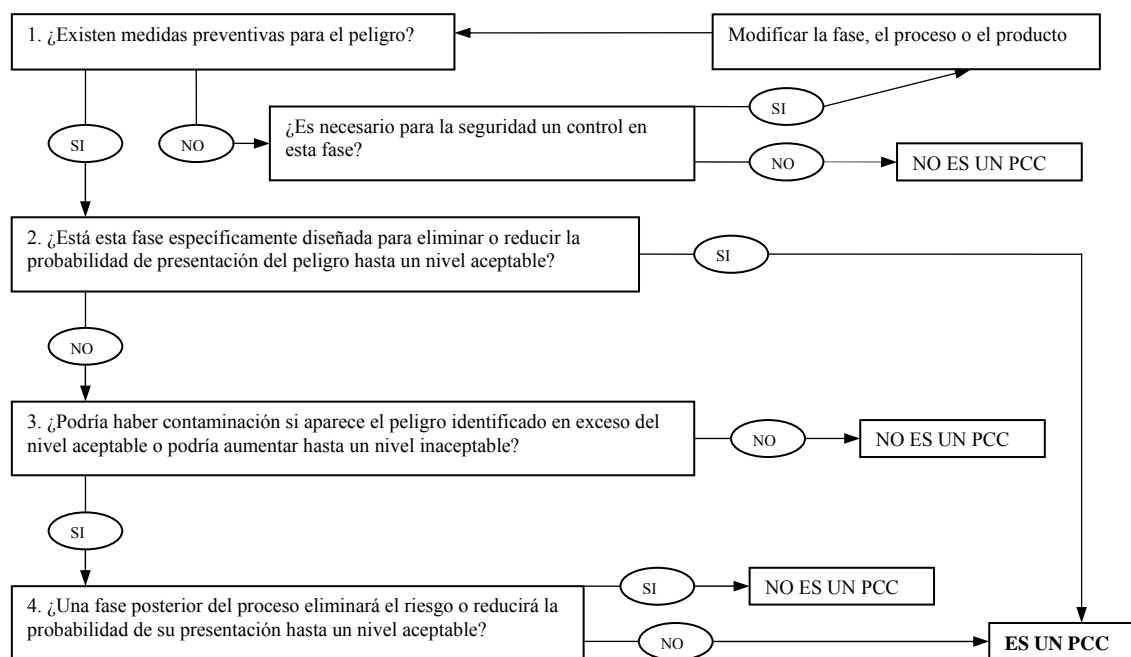 1. ¿Existen medidas preventivas para el peligro?
Modificar la fase, el proceso o el producto
SI
NO
¿Es necesario para la seguridad un control en
esta fase?
SI
NO
NO ES UN PCC
2. ¿Está esta fase específicamente diseñada para eliminar o reducir la
probabilidad de presentación del peligro hasta un nivel aceptable?
SI
NO
3. ¿Podría haber contaminación si aparece el peligro identificado en exceso del
nivel aceptable o podría aumentar hasta un nivel inaceptable?
NO
NO ES UN PCC
SI
4. ¿Una fase posterior del proceso eliminará el riesgo o reducirá la
probabilidad de su presentación hasta un nivel aceptable?
SI
NO ES UN PCC
NO
ES UN PCC